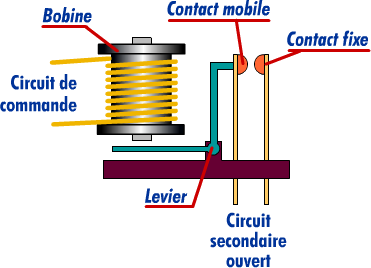 Bobine
Contact mobile
Contact fixe
Circuit de
commande
Levier
Circuit
secondaire
ouvert